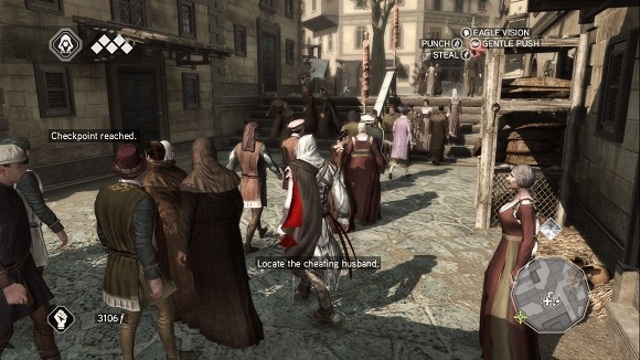 EAGLE VISION
PUNCH GENTLE PUSH
STEAL
Checkpoint reached.
Locate the cheating husband.
3106 f